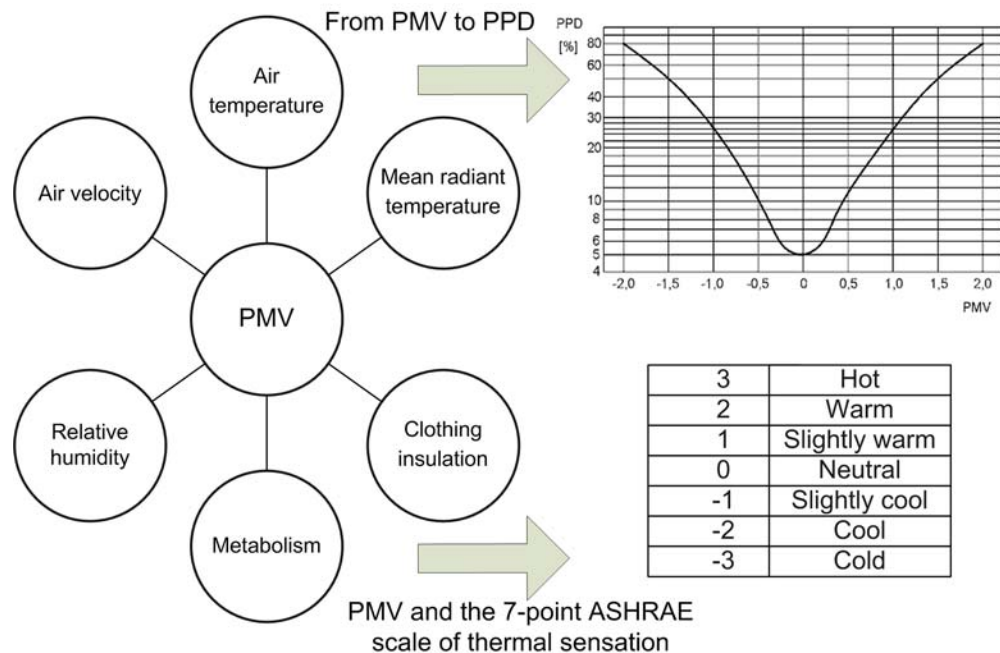 From PMV to PPD
Air
temperature
Air velocity
Mean radiant
temperature
PMV
Relative
humidity
Clothing
insulation
Metabolism
PPD
[%]
80
60
40
30
20
10
8
6
5
4
-2,0 -1,5 -1,0 -0,5 0 0,5 1,0 1,5 2,0
PMV
3 Hot
2 Warm
1 Slightly warm
0 Neutral
-1 Slightly cool
-2 Cool
-3 Cold
PMV and the 7-point ASHRAE
scale of thermal sensation